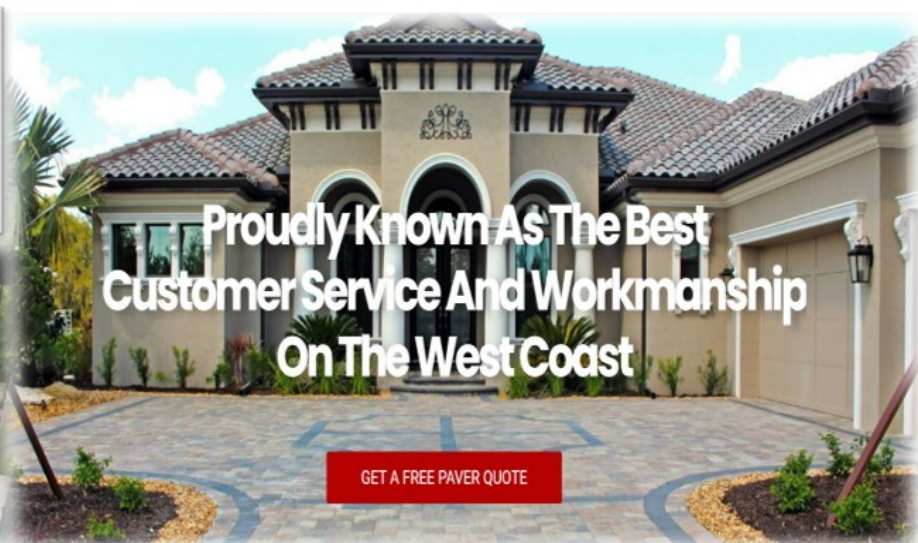 Proudly Known As The Best
Customer Service And Workmanship
On The West Coast
GET A FREE PAVER QUOTE